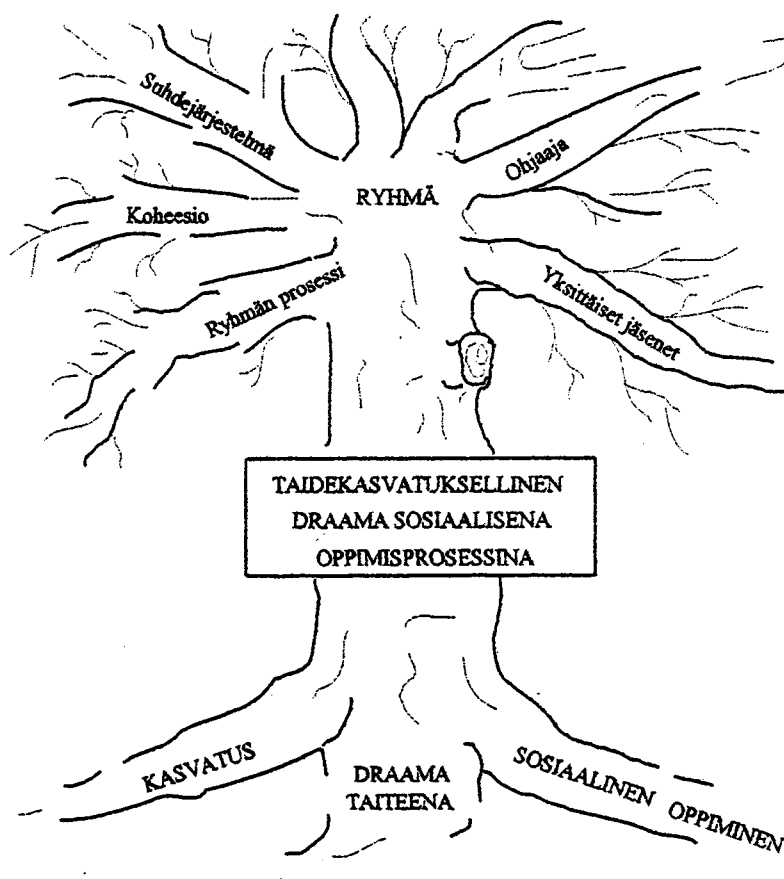 Suhdejärjestelmä
Ohjaaja
RYHMÄ
Koheesio
Ryhmän prosessi
Yksittäiset jäsenet
TAIDEKASVATUKSELLINEN
DRAAMA SOSIAALISENA
OPPIMISPROSESSINA
KASVATUS
DRAAMA
TAITEENA
SOSIAALINEN OPPIMINEN